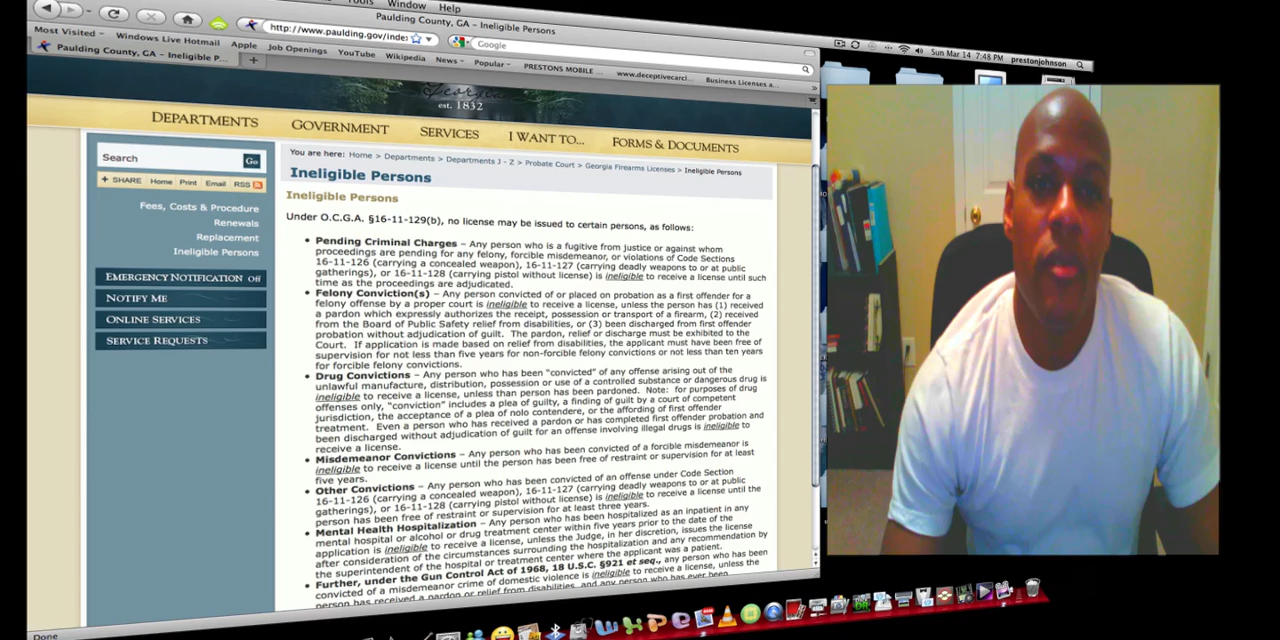 Tools Window Help
Paulding County, GA – Ineligible Persons
http://www.paulding.gov/inde:
Google
Most Visited Windows Live Hotmail Apple Job Openings YouTube Wikipedia News Popular PRESTONS MOBILE ... www.deceptivecarci... Business Licenses a...
Paulding County, GA – Ineligible P...
Sun Mar 14 7:48 PM prestonjohnson
Georgia
est. 1832
DEPARTMENTS GOVERNMENT SERVICES I WANT TO... FORMS & DOCUMENTS
Search Go
+ SHARE Home Print Email RSS
Fees, Costs & Procedure
Renewals
Replacement
Ineligible Persons
EMERGENCY NOTIFICATION Off
NOTIFY ME
ONLINE SERVICES
SERVICE REQUESTS
You are here: Home > Departments > Departments J - Z > Probate Court > Georgia Firearms Licenses > Ineligible Persons
Ineligible Persons
Ineligible Persons
Under O.C.G.A. §16-11-129(b), no license may be issued to certain persons, as follows:
• Pending Criminal Charges – Any person who is a fugitive from justice or against whom
proceedings are pending for any felony, forcible misdemeanor, or violations of Code Sections
16-11-126 (carrying a concealed weapon), 16-11-127 (carrying deadly weapons to or at public
gatherings), or 16-11-128 (carrying pistol without license) is ineligible to receive a license until such
time as the proceedings are adjudicated.
• Felony Conviction(s) – Any person convicted of or placed on probation as a first offender for a
felony offense by a proper court is ineligible to receive a license, unless the person has (1) received
a pardon which expressly authorizes the receipt, possession or transport of a firearm, (2) received
from the Board of Public Safety relief from disabilities, or (3) been discharged from first offender
probation without adjudication of guilt. The pardon, relief or discharge must be exhibited to the
Court. If application is made based on relief from disabilities, the applicant must have been free of
supervision for not less than five years for non-forcible felony convictions or not less than ten years
for forcible felony convictions.
• Drug Convictions – Any person who has been "convicted" of any offense arising out of the
unlawful manufacture, distribution, possession or use of a controlled substance or dangerous drug is
ineligible to receive a license, unless than person has been pardoned. Note: for purposes of drug
offenses only, "conviction" includes a plea of guilty, a finding of guilt by a court of competent
jurisdiction, the acceptance of a plea of nolo contendere, or the affording of first offender
treatment. Even a person who has received a pardon or has completed first offender probation and
been discharged without adjudication of guilt for an offense involving illegal drugs is ineligible to
receive a license.
• Misdemeanor Convictions – Any person who has been convicted of a forcible misdemeanor is
ineligible to receive a license until the person has been free of restraint or supervision for at least
five years.
• Other Convictions – Any person who has been convicted of an offense under Code Section
16-11-126 (carrying a concealed weapon), 16-11-127 (carrying deadly weapons to or at public
gatherings), or 16-11-128 (carrying pistol without license) is ineligible to receive a license until the
person has been free of restraint or supervision for at least three years.
• Mental Health Hospitalization – Any person who has been hospitalized as an inpatient in any
mental hospital or alcohol or drug treatment center within five years prior to the date of the
application is ineligible to receive a license, unless the Judge, in her discretion, issues the license
after consideration of the circumstances surrounding the hospitalization and any recommendation by
the superintendent of the hospital or treatment center where the applicant was a patient.
• Further, under the Gun Control Act of 1968, 18 U.S.C. §921 et seq., any person who has been
convicted of a misdemeanor crime of domestic violence is ineligible to receive a license, unless the
person has received a pardon or relief from disabilities, and any person who has ever been
Done